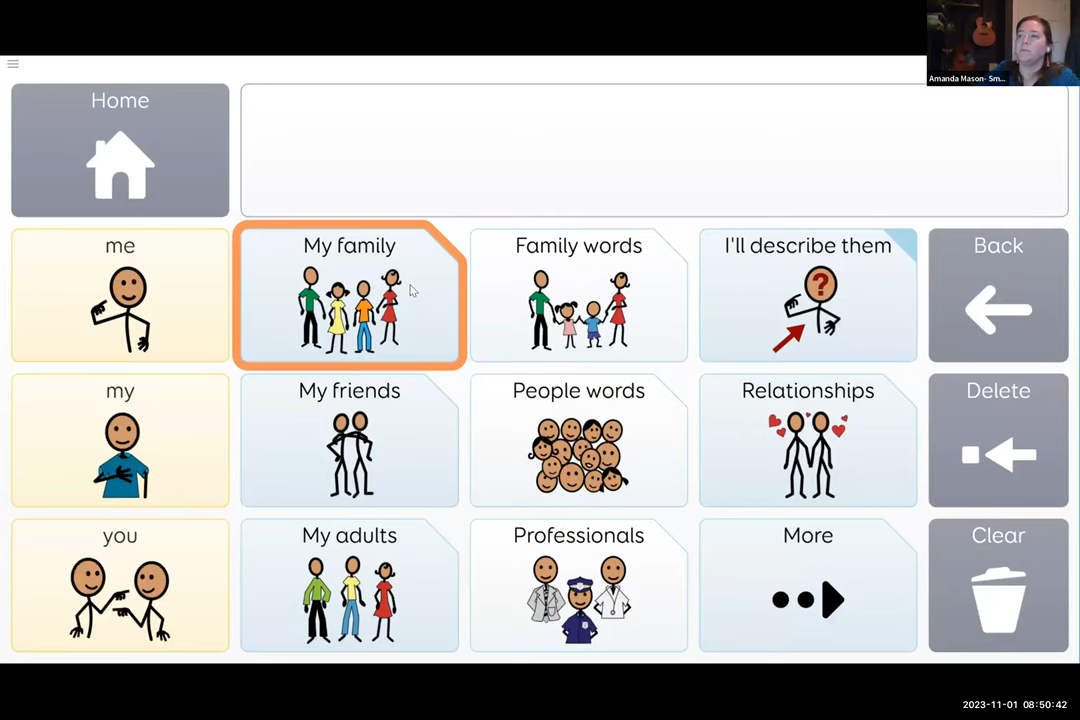 Amanda Mason- Sm...
Home
me
My family
Family words
I'll describe them
?
Back
my
My friends
People words
Relationships
Delete
you
My adults
Professionals
More
Clear
2023-11-01 08:50:42